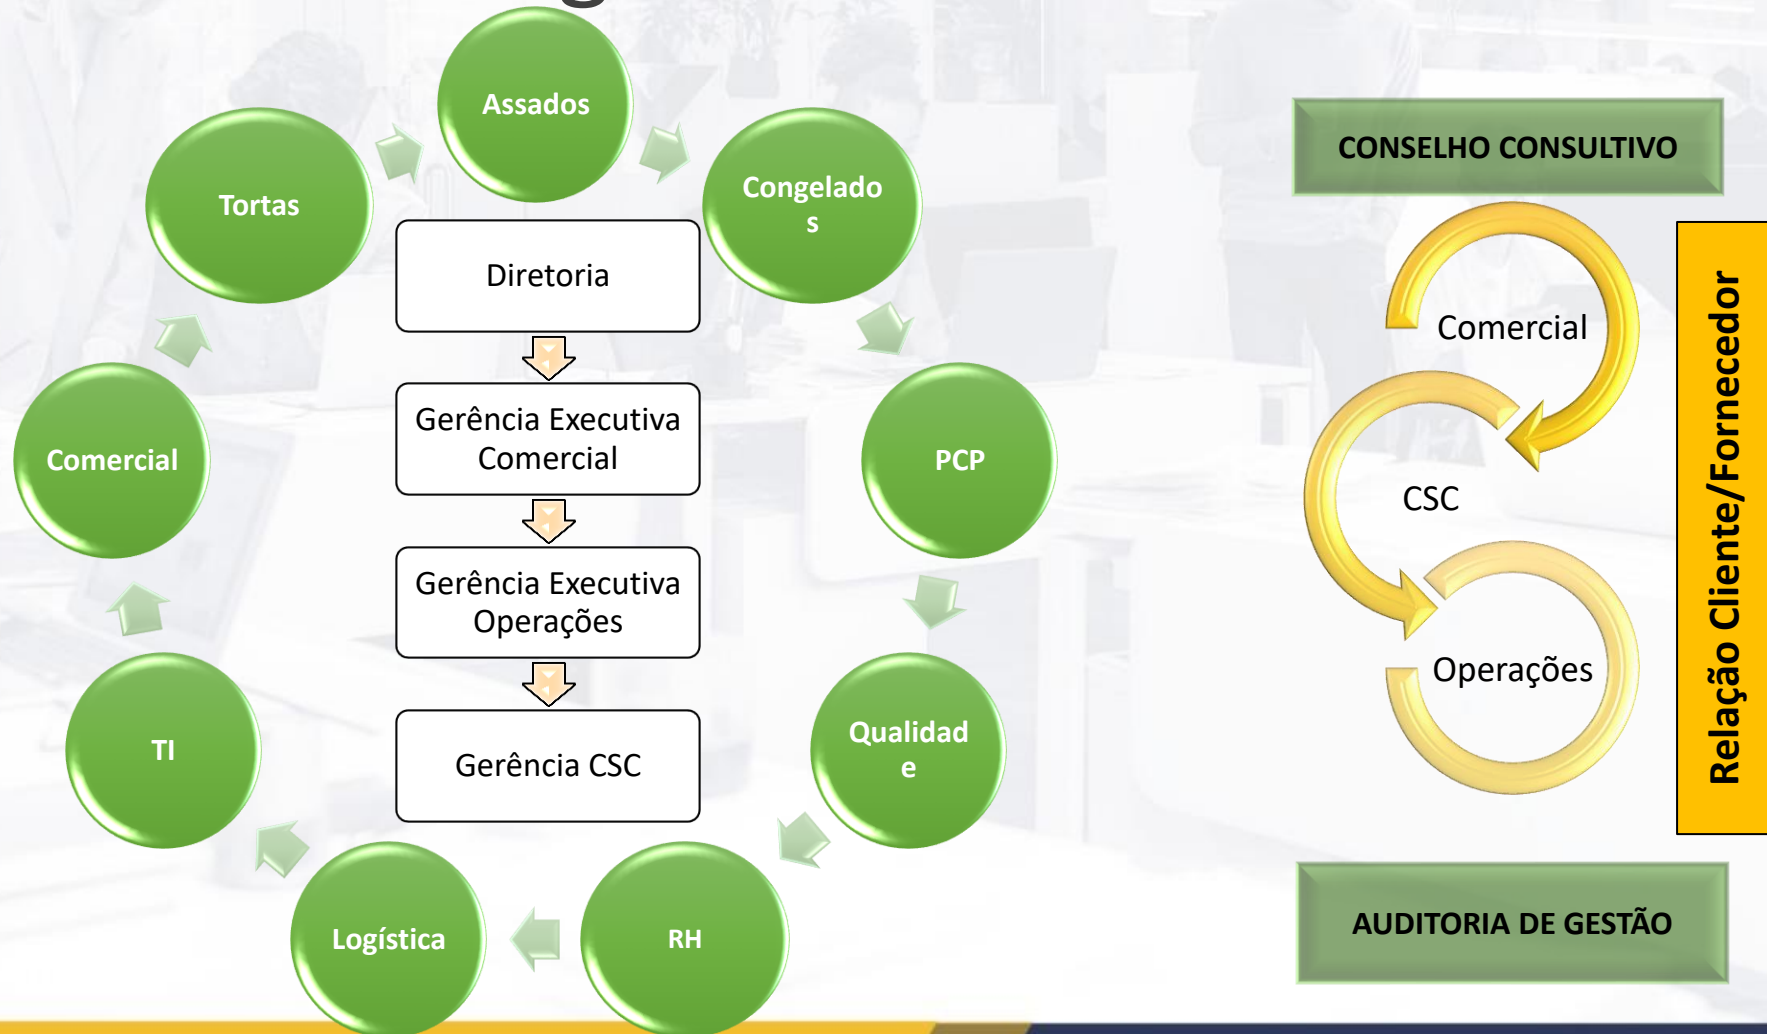 Assados
Tortas
Congelado
s
Diretoria
Gerência Executiva
Comercial
Gerência Executiva
Operações
Gerência CSC
Comercial
PCP
TI
Qualidad
e
Logística
RH
CONSELHO CONSULTIVO
Comercial
CSC
Operações
Relação Cliente/Fornecedor
AUDITORIA DE GESTÃO